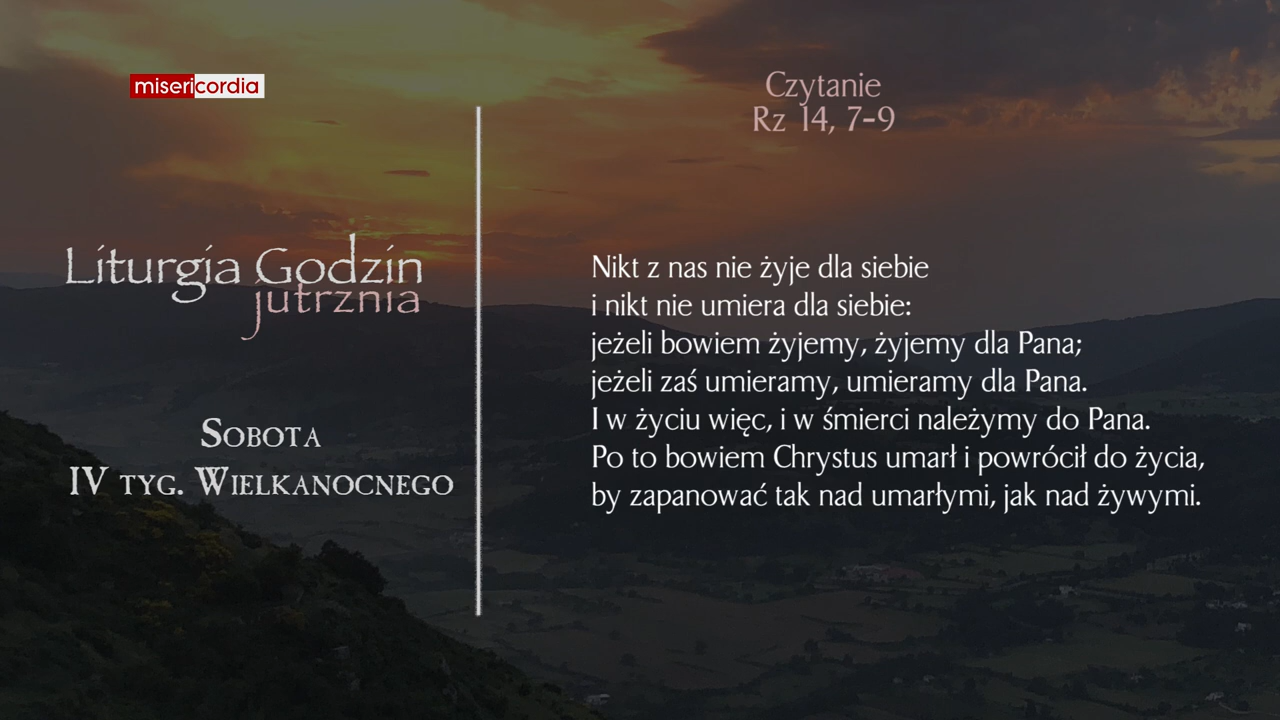 misericordia
Liturgia Godzin
jutrznia
Sobota
IV tyg. Wielkanocnego
Czytanie
Rz 14, 7-9
Nikt z nas nie żyje dla siebie
i nikt nie umiera dla siebie:
jeżeli bowiem żyjemy, żyjemy dla Pana;
jeżeli zaś umieramy, umieramy dla Pana.
I w życiu więc, i w śmierci należymy do Pana.
Po to bowiem Chrystus umarł i powrócił do życia,
by zapanować tak nad umarłymi, jak nad żywymi.